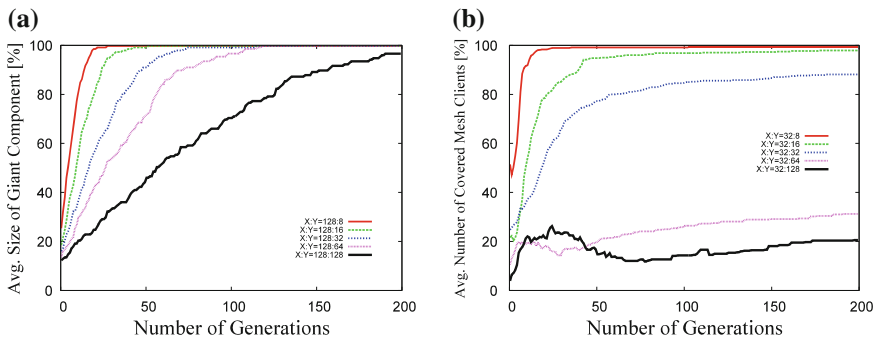 (a)
Avg. Size of Giant Component [%]
100
80
60
40
20
0
X:Y=128:8
X:Y=128:16
X:Y=128:32
X:Y=128:64
X:Y=128:128
0 50 100 150 200
Number of Generations
(b)
Avg. Number of Covered Mesh Clients [%]
100
80
60
40
20
0
X:Y=32:8
X:Y=32:16
X:Y=32:32
X:Y=32:64
X:Y=32:128
0 50 100 150 200
Number of Generations